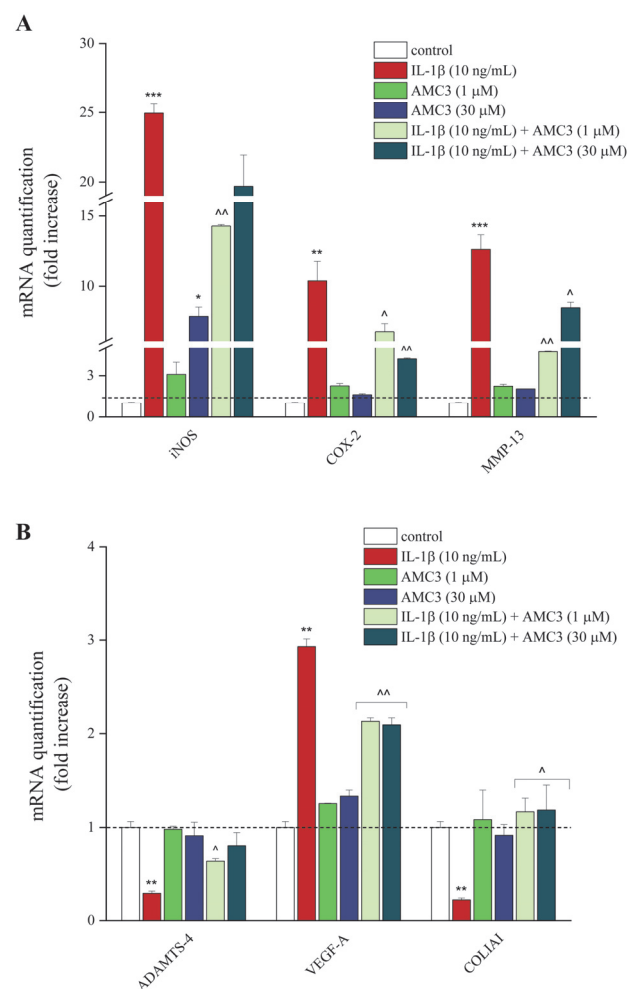 A
mRNA quantification
(fold increase)
30
25
20
15
10
3
0
control
IL-1β (10 ng/mL)
AMC3 (1 μM)
AMC3 (30 μM)
IL-1β (10 ng/mL) + AMC3 (1 μM)
IL-1β (10 ng/mL) + AMC3 (30 μM)
***
*
^^
**
^
^^
***
^^
^
iNOS
COX-2
MMP-13
B
mRNA quantification
(fold increase)
4
3
2
1
0
control
IL-1β (10 ng/mL)
AMC3 (1 μM)
AMC3 (30 μM)
IL-1β (10 ng/mL) + AMC3 (1 μM)
IL-1β (10 ng/mL) + AMC3 (30 μM)
**
^
**
^^
**
^
ADAMTS-4
VEGF-A
COL1A1